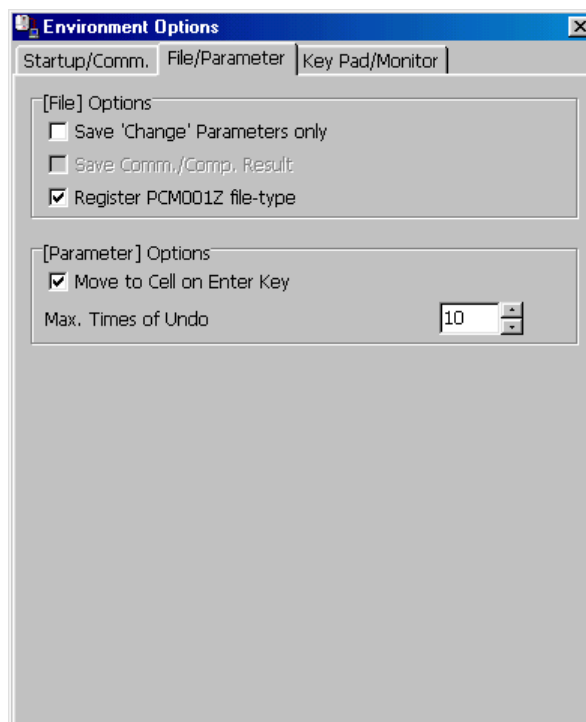 Environment Options
Startup/Comm. File/Parameter Key Pad/Monitor
[File] Options
Save 'Change' Parameters only
Save Comm./Comp. Result
Register PCM001Z file-type
[Parameter] Options
Move to Cell on Enter Key
Max. Times of Undo 10